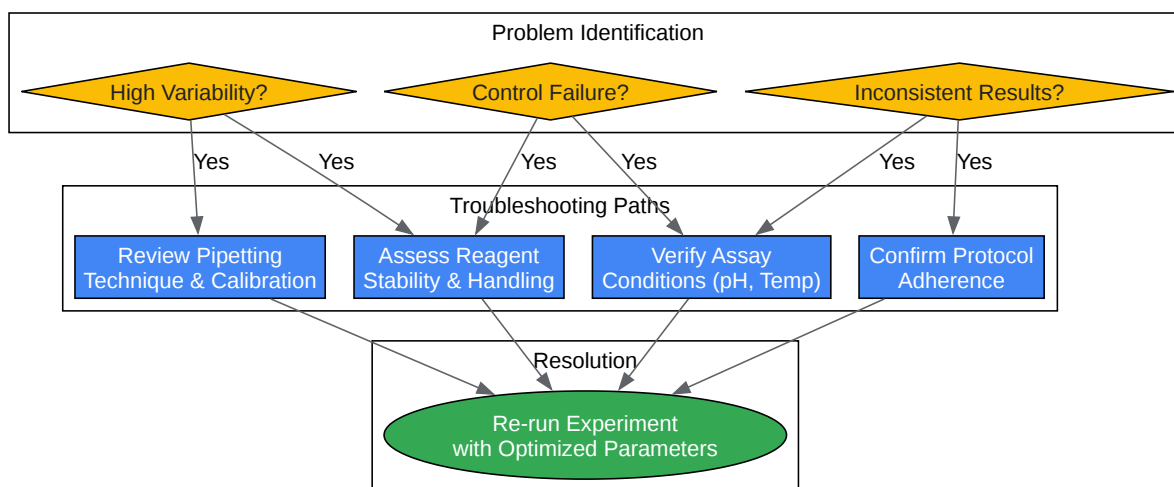 Problem Identification
High Variability?
Control Failure?
Inconsistent Results?
Yes
Yes
Yes
Yes
Yes
Yes
Troubleshooting Paths
Review Pipetting
Technique & Calibration
Assess Reagent
Stability & Handling
Verify Assay
Conditions (pH, Temp)
Confirm Protocol
Adherence
Resolution
Re-run Experiment
with Optimized Parameters